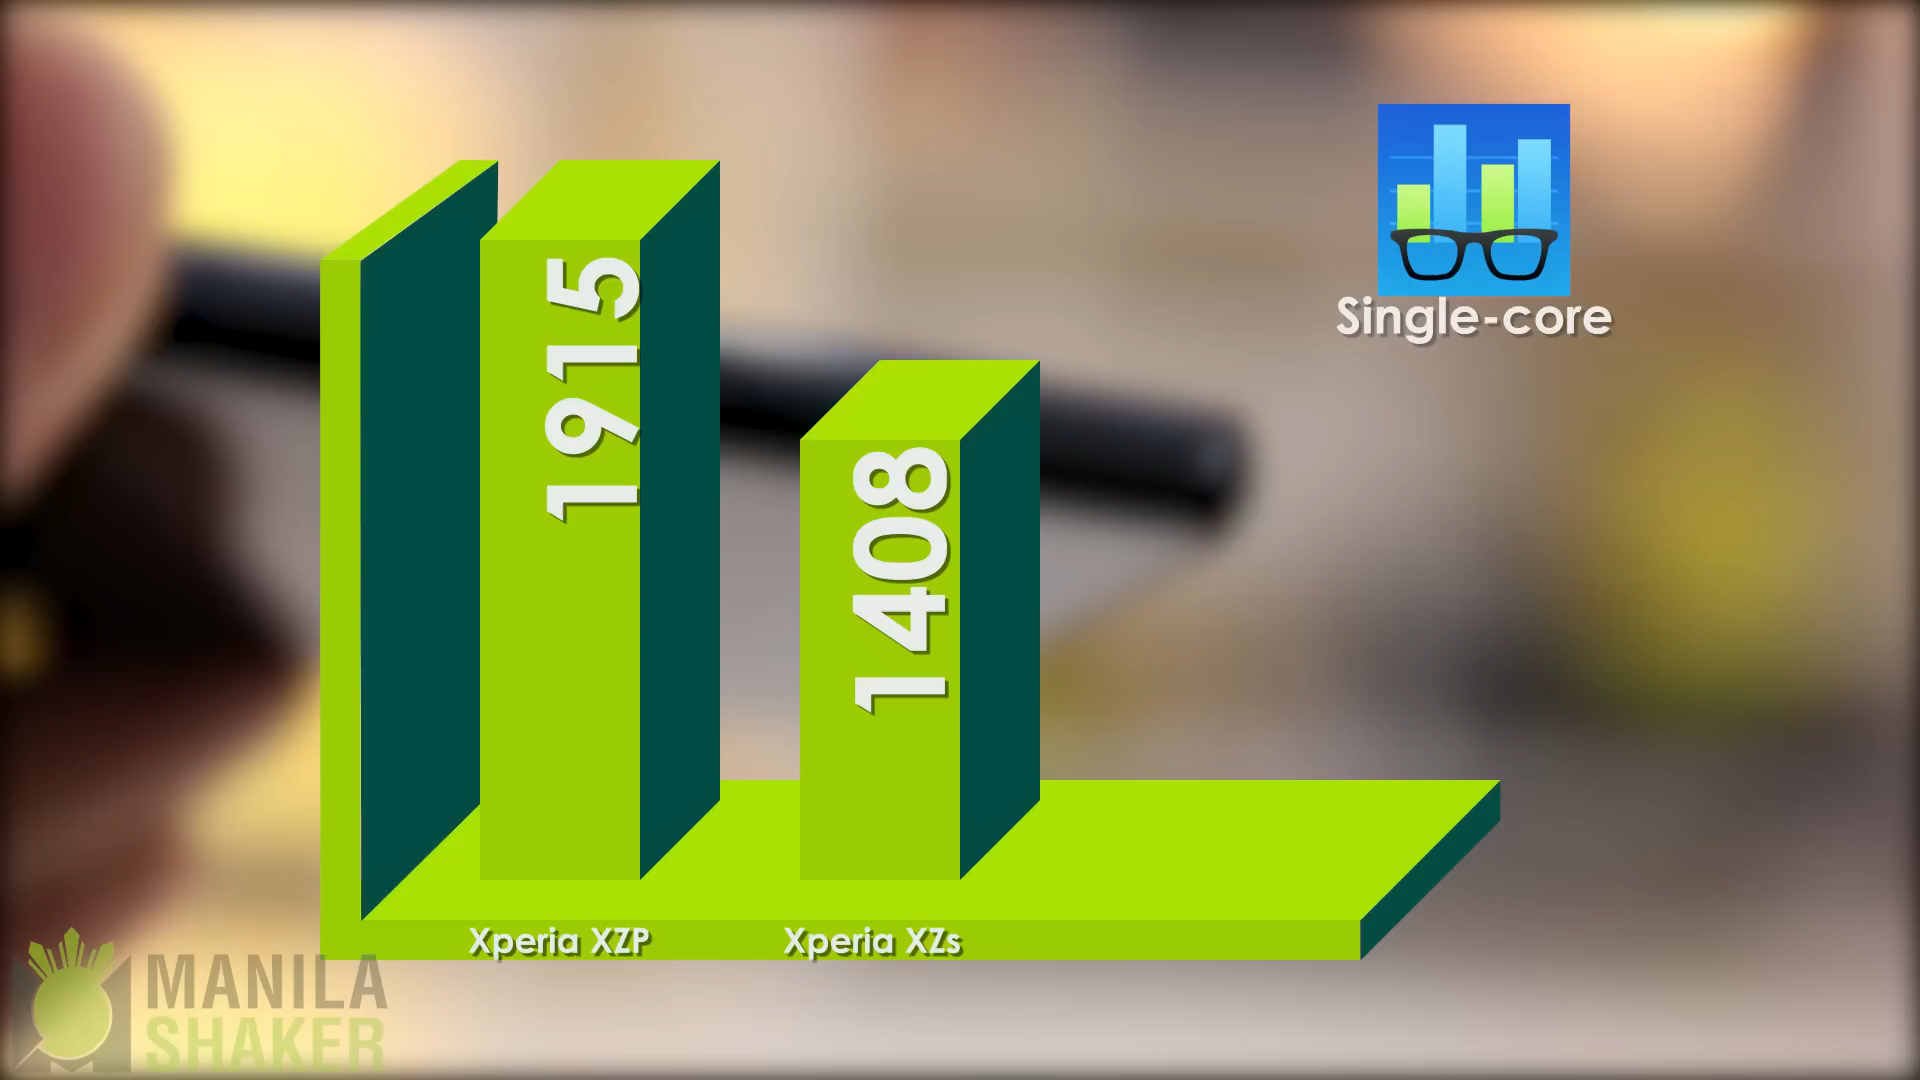 Single-core
1915
1408
Xperia XZP
Xperia XZs
MANILA
SHAKER